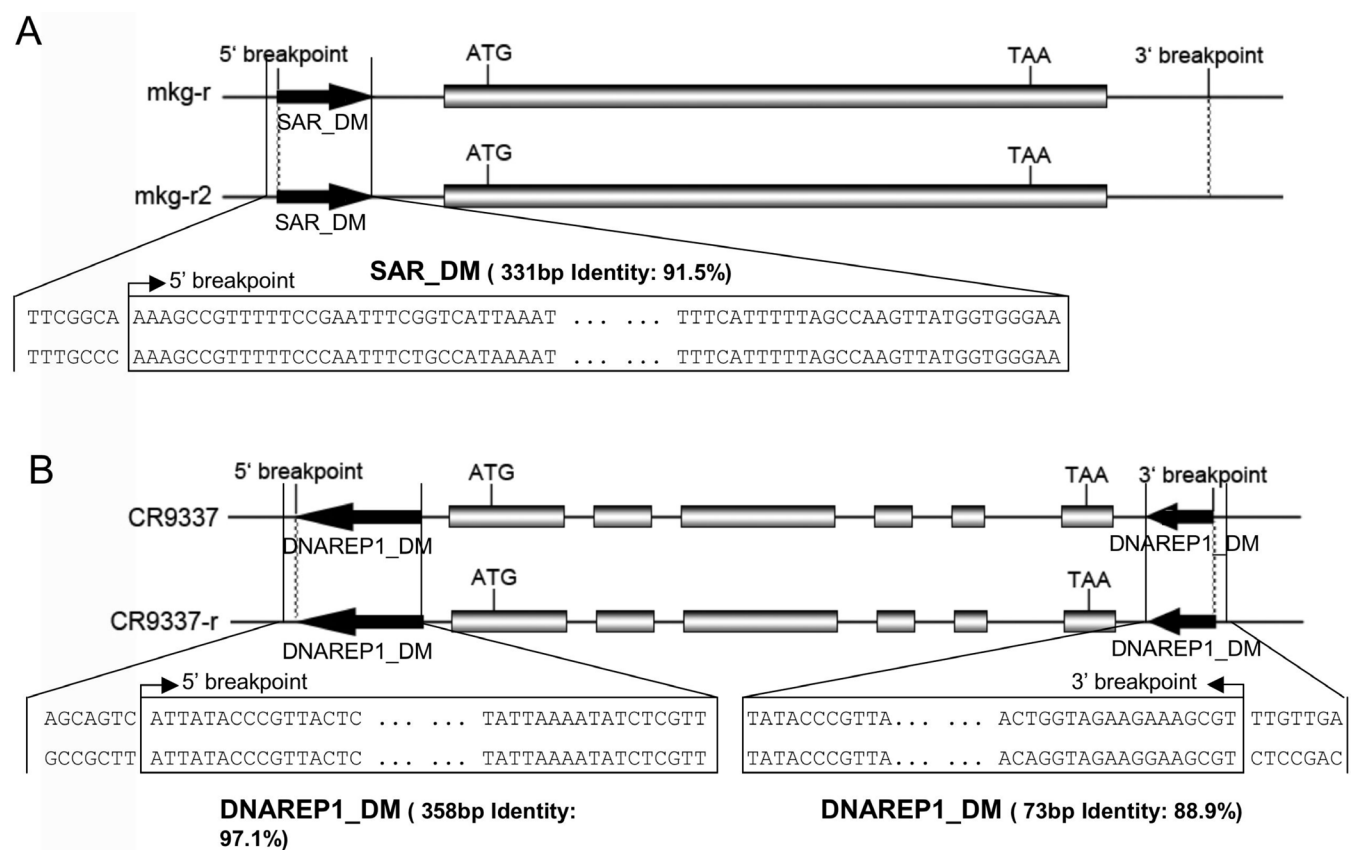 A
5‘ breakpoint ATG TAA 3‘ breakpoint
mkg-r
SAR_DM
ATG TAA
mkg-r2
SAR_DM
SAR_DM ( 331bp Identity: 91.5%)
5’ breakpoint
TTCGGCA AAAGCCGTTTTTCCGAATTTCGGTCATTAAAT ... ... TTTCATTTTTAGCCAAGTTATGGTGGGAA
TTTGCCC AAAGCCGTTTTTCCCAATTTCTGCCATAAAAT ... ... TTTCATTTTTAGCCAAGTTATGGTGGGAA
B
5‘ breakpoint ATG TAA 3‘ breakpoint
CR9337
DNAREP1_DM DNAREP1_DM
ATG TAA
CR9337-r
DNAREP1_DM DNAREP1_DM
5’ breakpoint 3’ breakpoint
AGCAGTC ATTATACCCGTTACTC ... ... TATTAAAATATCTCGTT TATACCCGTTA... ... ACTGGTAGAAGAAAGCGT TTGTTGA
GCCGCTT ATTATACCCGTTACTC ... ... TATTAAAATATCTCGTT TATACCCGTTA... ... ACAGGTAGAAGGAAGCGT CTCCGAC
DNAREP1_DM ( 358bp Identity: 97.1%)
DNAREP1_DM ( 73bp Identity: 88.9%)